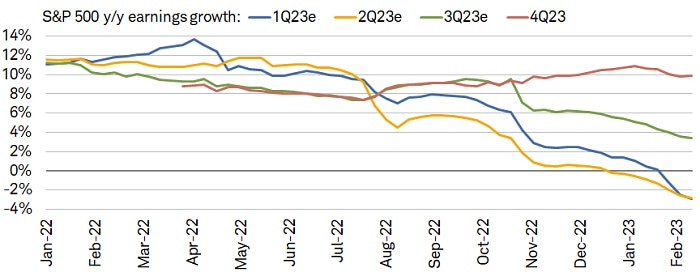 S&P 500 y/y earnings growth: 1Q23e 2Q23e 3Q23e 4Q23
14%
12%
10%
8%
6%
4%
2%
0%
-2%
-4%
Jan-22
Feb-22
Mar-22
Apr-22
May-22
Jun-22
Jul-22
Aug-22
Sep-22
Oct-22
Nov-22
Dec-22
Jan-23
Feb-23